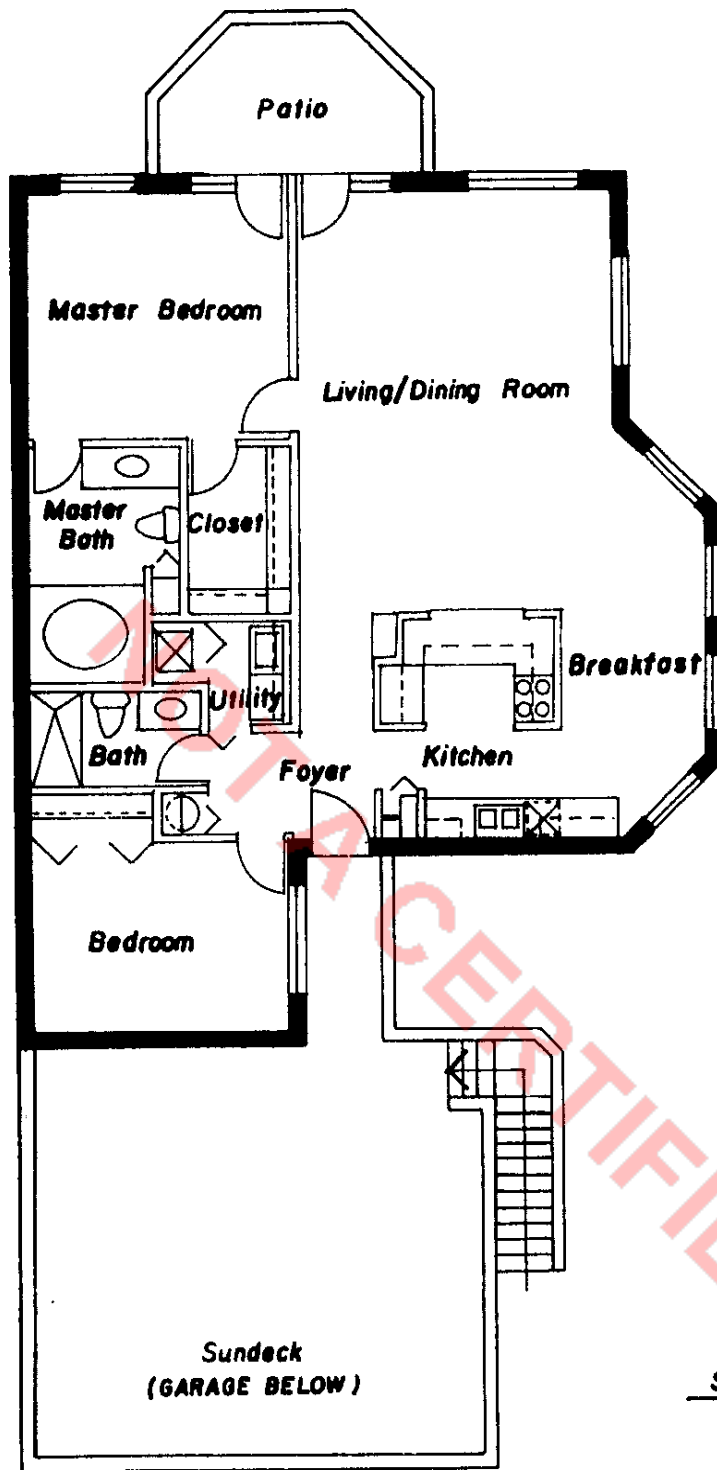 Patio
Master Bedroom
Living/Dining Room
Master
Bath
Closet
Breakfast
Utility
Bath
Foyer
Kitchen
Bedroom
Sundeck
(GARAGE BELOW)
NOT A CERTIFIE